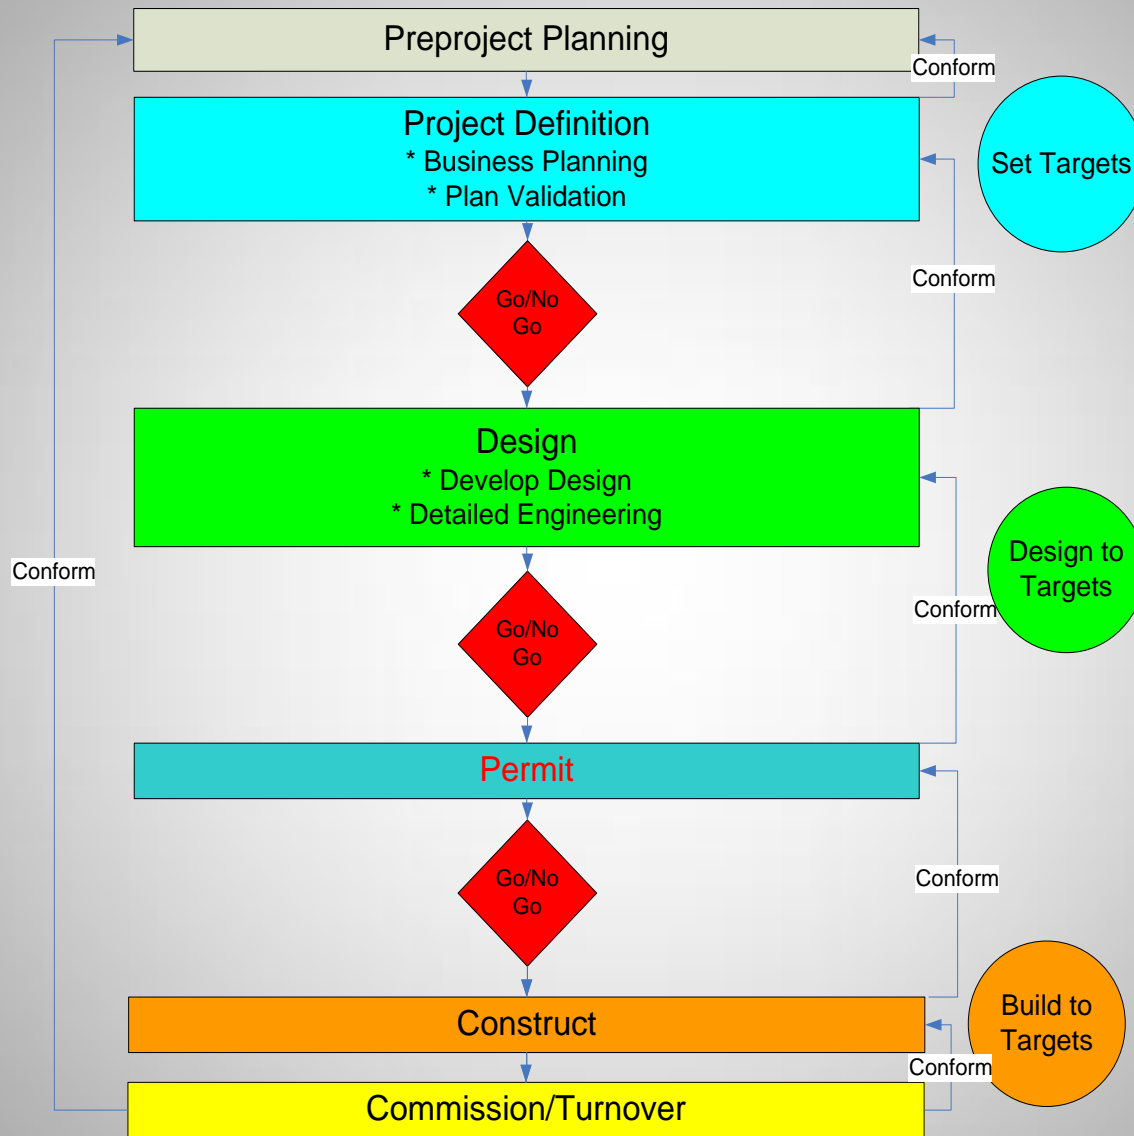 Preproject Planning
Conform
Project Definition
* Business Planning
* Plan Validation
Set Targets
Go/No
Go
Conform
Design
* Develop Design
* Detailed Engineering
Design to
Targets
Conform
Conform
Go/No
Go
Permit
Go/No
Go
Conform
Construct
Build to
Targets
Conform
Commission/Turnover